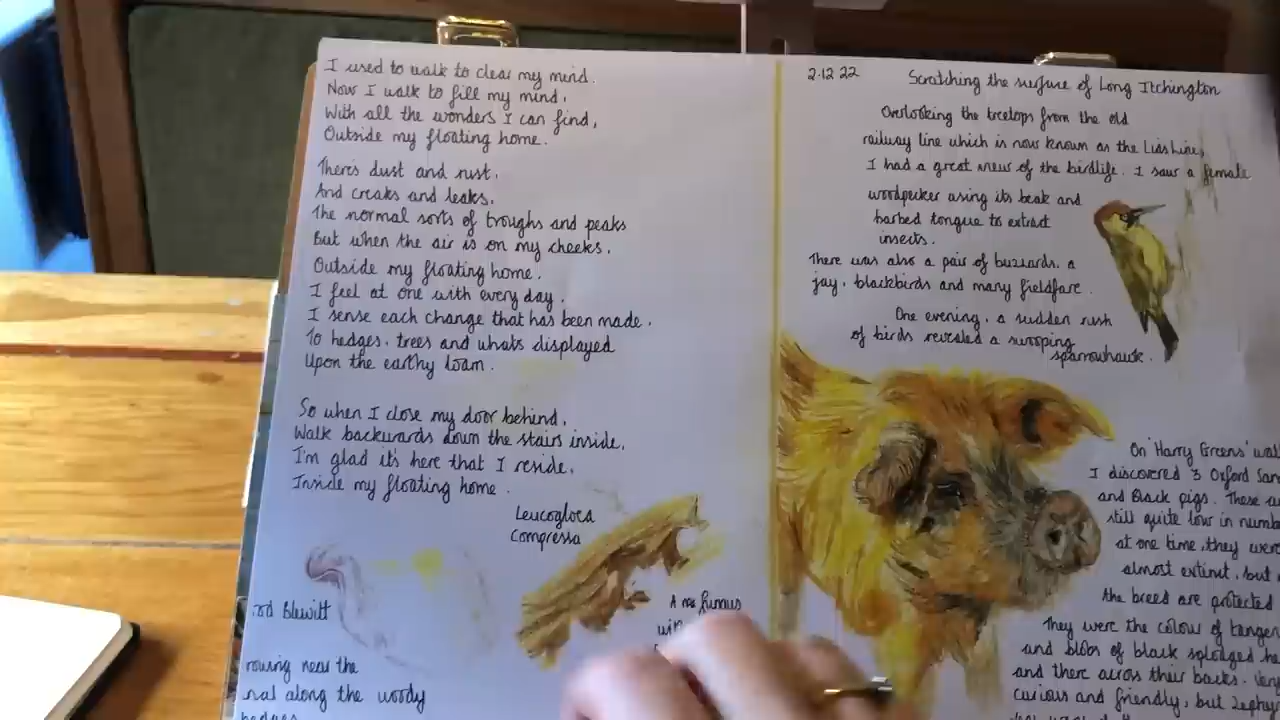 I used to walk to clear my mind.
Now I walk to fill my mind,
With all the wonders I can find,
Outside my floating home.
There's dust and rust,
And creaks and leaks,
The normal sorts of troughs and peaks
But when the air is on my cheeks,
Outside my floating home.
I feel at one with every day,
I sense each change that has been made,
To hedges, trees and whats displayed
Upon the earthy loam.
So when I close my door behind,
Walk backwards down the stairs inside,
I'm glad it's here that I reside,
Inside my floating home.
Leucogloea
Compressa
Blewitt
A new fungus
near the
along the woody
hedges
2.12 22
Scratching the surface of Long Itchington
Overlooking the treetops from the old
railway line which is now known as the Lias Line,
I had a great view of the birdlife. I saw a female
woodpecker using its beak and
barbed tongue to extract
insects.
There was also a pair of buzzards, a
jay, blackbirds and many fieldfare.
One evening, a sudden rush
of birds revealed a swooping
sparrowhawk.
On 'Harry Greens'
I discovered 3 Oxford
and Black pigs. These
still quite low in
at one time, they
almost extinct, but
the breed are protected
They were the colour of
and blobs of black splodged
and there across their backs.
curious and friendly, but